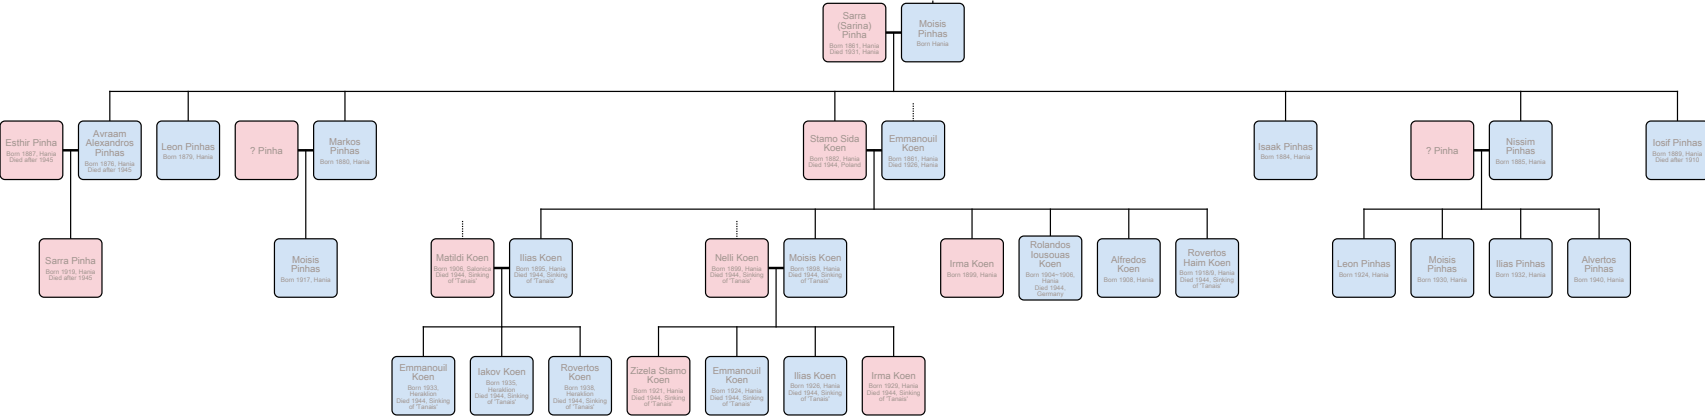 Sarra
(Sarina)
Pinha
Born 1861, Hania
Died 1931, Hania
Moisis
Pinhas
Born Hania
Esthir Pinha
Born 1887, Hania
Died after 1945
Avraam
Alexandros
Pinhas
Born 1876, Hania
Died after 1945
Leon Pinhas
Born 1879, Hania
? Pinha
Markos
Pinhas
Born 1880, Hania
Stamo Sida
Koen
Born 1882, Hania
Died 1944, Poland
Emmanouil
Koen
Born 1861, Hania
Died 1926, Hania
Isaak Pinhas
Born 1884, Hania
? Pinha
Nissim
Pinhas
Born 1885, Hania
Iosif Pinhas
Born 1889, Hania
Died after 1910
Sarra Pinha
Born 1919, Hania
Died after 1945
Moisis
Pinhas
Born 1917, Hania
Matildi Koen
Born 1908, Salonica
Died 1944, Sinking
of 'Tanais'
Ilias Koen
Born 1895, Hania
Died 1944, Sinking
of 'Tanais'
Nelli Koen
Born 1899, Hania
Died 1944, Sinking
of 'Tanais'
Moisis Koen
Born 1898, Hania
Died 1944, Sinking
of 'Tanais'
Irma Koen
Born 1899, Hania
Rolandos
Iousouas
Koen
Born 1904~1906,
Hania
Died 1944,
Germany
Alfredos
Koen
Born 1908, Hania
Rovertos
Haim Koen
Born 1918/9, Hania
Died 1944, Sinking
of 'Tanais'
Leon Pinhas
Born 1924, Hania
Moisis
Pinhas
Born 1930, Hania
Ilias Pinhas
Born 1932, Hania
Alvertos
Pinhas
Born 1940, Hania
Emmanouil
Koen
Born 1933,
Heraklion
Died 1944, Sinking
of 'Tanais'
Iakov Koen
Born 1935,
Heraklion
Died 1944, Sinking
of 'Tanais'
Rovertos
Koen
Born 1938,
Heraklion
Died 1944, Sinking
of 'Tanais'
Zizela Stamo
Koen
Born 1921, Hania
Died 1944, Sinking
of 'Tanais'
Emmanouil
Koen
Born 1924, Hania
Died 1944, Sinking
of 'Tanais'
Ilias Koen
Born 1926, Hania
Died 1944, Sinking
of 'Tanais'
Irma Koen
Born 1929, Hania
Died 1944, Sinking
of 'Tanais'